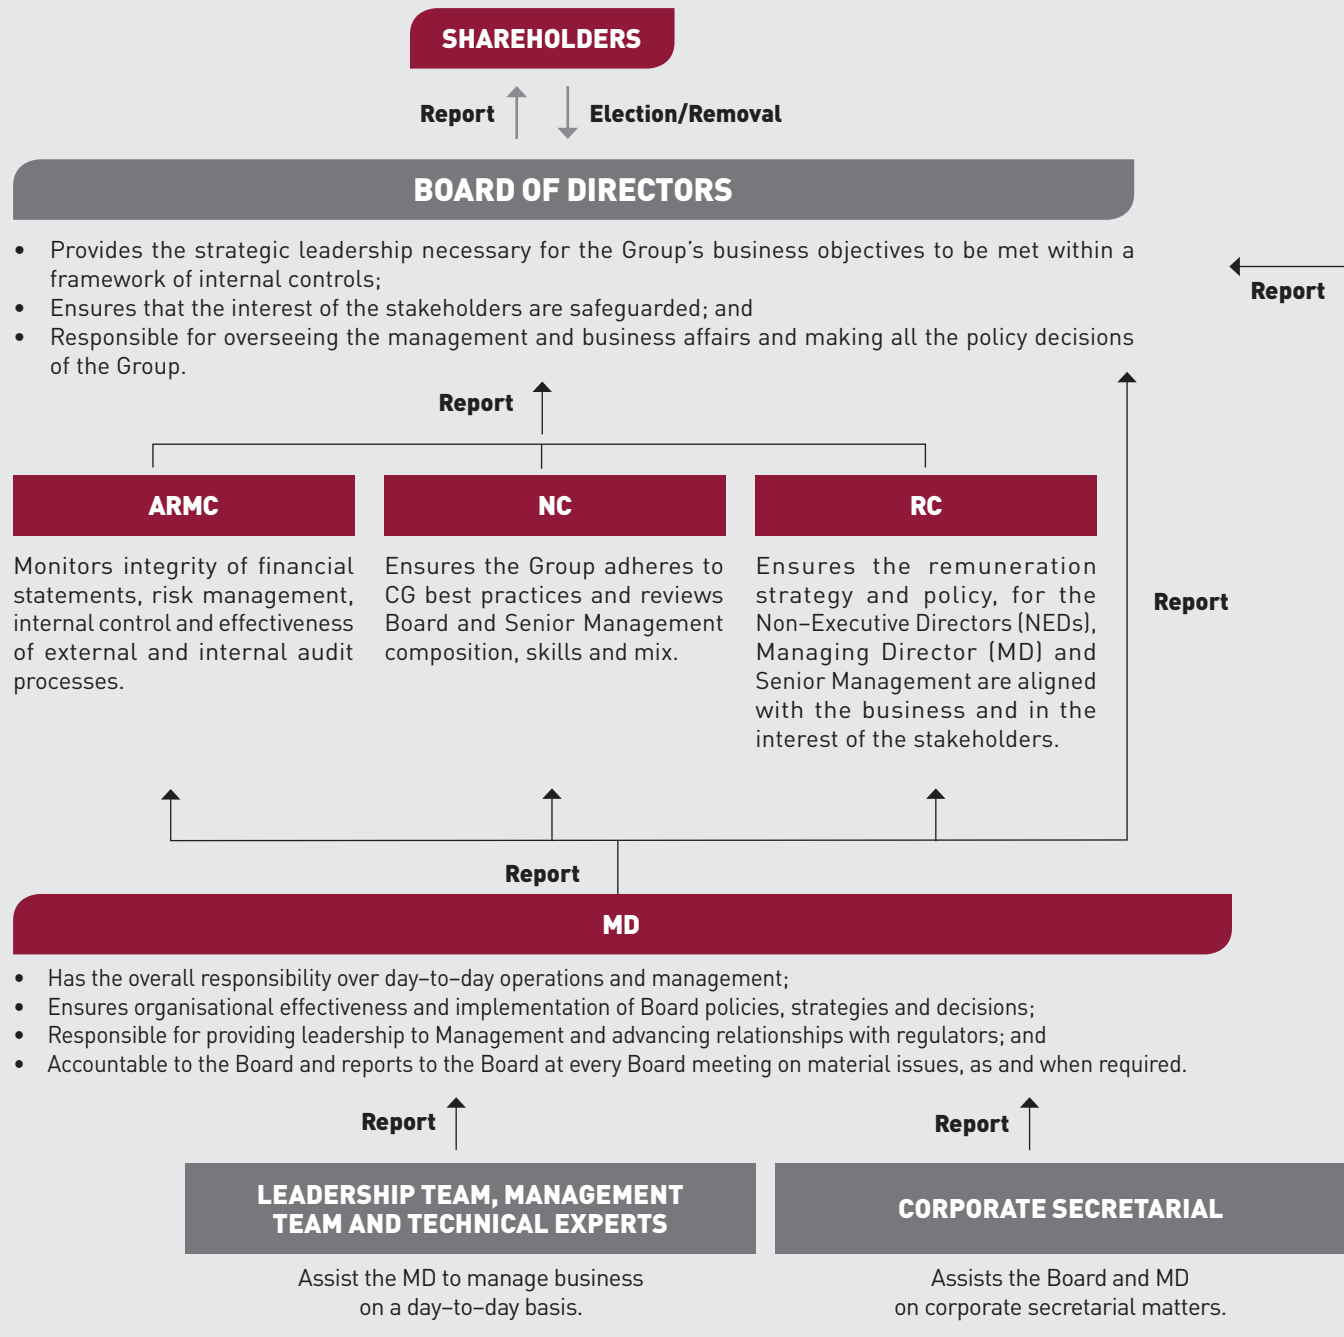 SHAREHOLDERS
Report
Election/Removal
BOARD OF DIRECTORS
• Provides the strategic leadership necessary for the Group's business objectives to be met within a
framework of internal controls;
• Ensures that the interest of the stakeholders are safeguarded; and
• Responsible for overseeing the management and business affairs and making all the policy decisions
of the Group.
Report
Report
ARMC
Monitors integrity of financial
statements, risk management,
internal control and effectiveness
of external and internal audit
processes.
NC
Ensures the Group adheres to
CG best practices and reviews
Board and Senior Management
composition, skills and mix.
RC
Ensures the remuneration
strategy and policy, for the
Non–Executive Directors (NEDs),
Managing Director (MD) and
Senior Management are aligned
with the business and in the
interest of the stakeholders.
Report
Report
MD
• Has the overall responsibility over day–to–day operations and management;
• Ensures organisational effectiveness and implementation of Board policies, strategies and decisions;
• Responsible for providing leadership to Management and advancing relationships with regulators; and
• Accountable to the Board and reports to the Board at every Board meeting on material issues, as and when required.
Report
Report
LEADERSHIP TEAM, MANAGEMENT
TEAM AND TECHNICAL EXPERTS
Assist the MD to manage business
on a day–to–day basis.
CORPORATE SECRETARIAL
Assists the Board and MD
on corporate secretarial matters.